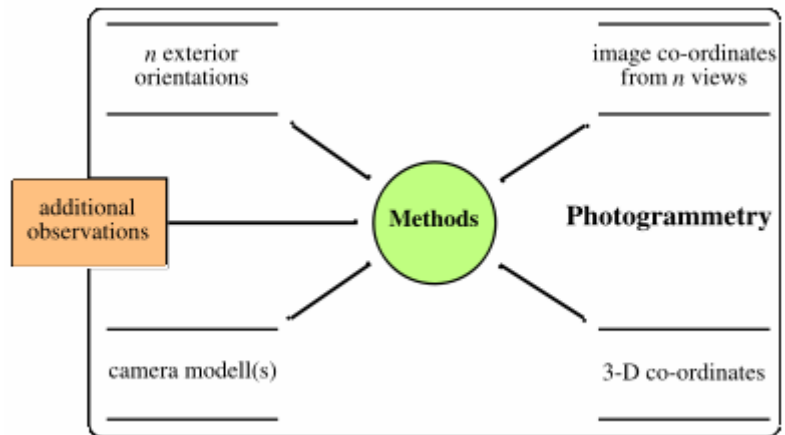 n exterior
orientations
image co-ordinates
from n views
additional
observations
Methods
Photogrammetry
camera modell(s)
3-D co-ordinates